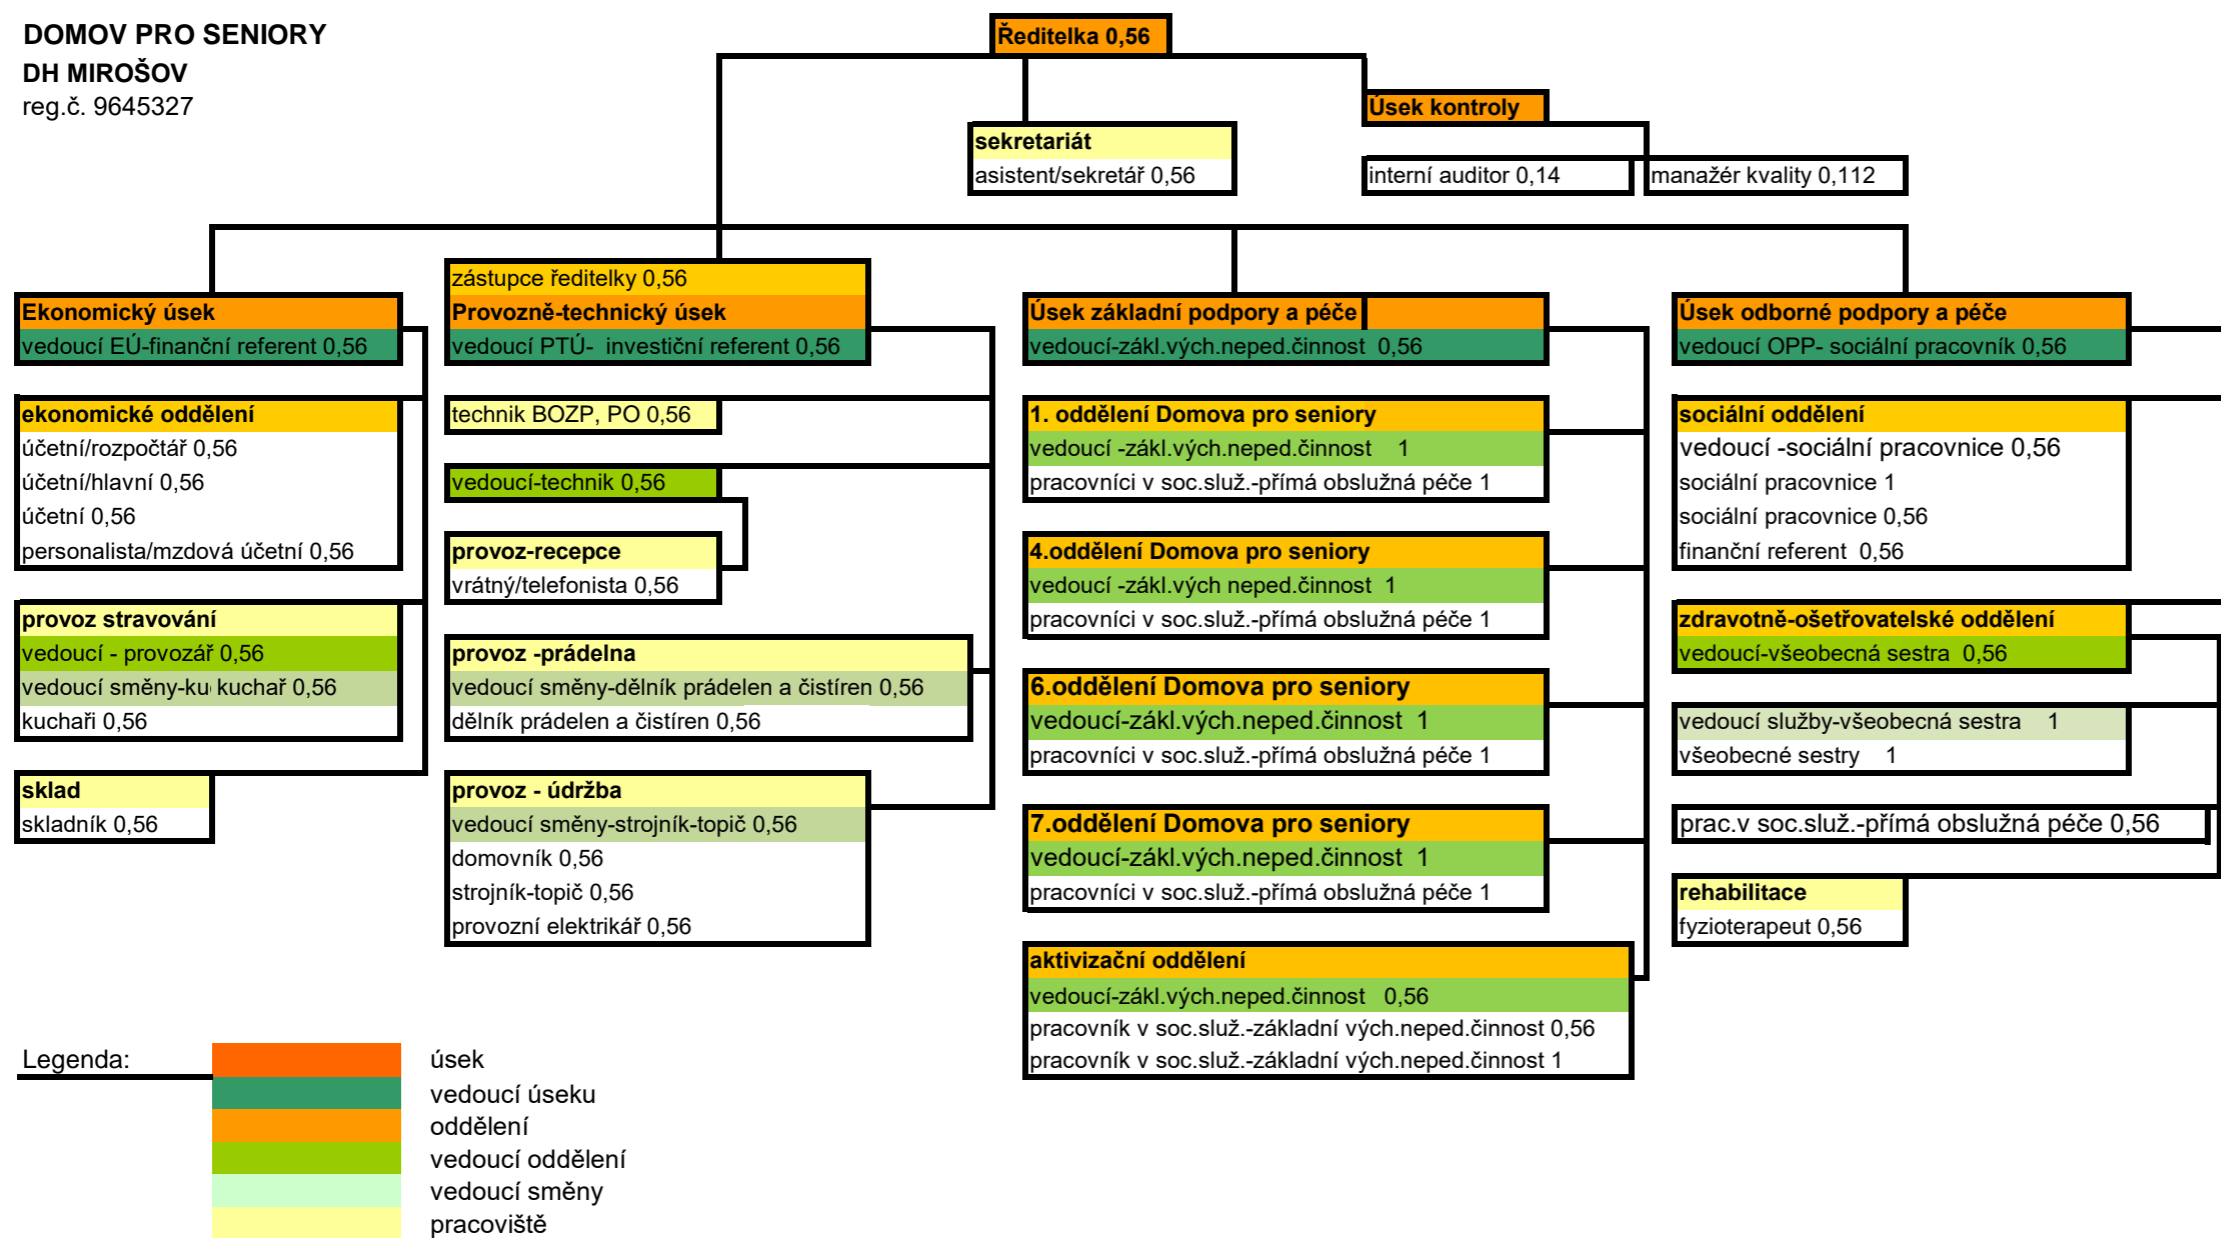 DOMOV PRO SENIORY
DH MIROŠOV
reg.č. 9645327
Ředitelka 0,56
Úsek kontroly
sekretariát
asistent/sekretář 0,56
interní auditor 0,14
manažér kvality 0,112
Ekonomický úsek
vedoucí EÚ-finanční referent 0,56
ekonomické oddělení
účetní/rozpočtář 0,56
účetní/hlavní 0,56
účetní 0,56
personalista/mzdová účetní 0,56
provoz stravování
vedoucí - provozář 0,56
vedoucí směny-ku kuchař 0,56
kuchaři 0,56
sklad
skladník 0,56
zástupce ředitelky 0,56
Provozně-technický úsek
vedoucí PTÚ- investiční referent 0,56
technik BOZP, PO 0,56
vedoucí-technik 0,56
provoz-recepce
vrátný/telefonista 0,56
provoz -prádelna
vedoucí směny-dělník prádelen a čistíren 0,56
dělník prádelen a čistíren 0,56
provoz - údržba
vedoucí směny-strojník-topič 0,56
domovník 0,56
strojník-topič 0,56
provozní elektrikář 0,56
Úsek základní podpory a péče
vedoucí-zákl.vých.neped.činnost 0,56
1. oddělení Domova pro seniory
vedoucí -zákl.vých.neped.činnost 1
pracovníci v soc.služ.-přímá obslužná péče 1
4.oddělení Domova pro seniory
vedoucí -zákl.vých neped.činnost 1
pracovníci v soc.služ.-přímá obslužná péče 1
6.oddělení Domova pro seniory
vedoucí-zákl.vých.neped.činnost 1
pracovníci v soc.služ.-přímá obslužná péče 1
7.oddělení Domova pro seniory
vedoucí-zákl.vých.neped.činnost 1
pracovníci v soc.služ.-přímá obslužná péče 1
aktivizační oddělení
vedoucí-zákl.vých.neped.činnost 0,56
pracovník v soc.služ.-základní vých.neped.činnost 0,56
pracovník v soc.služ.-základní vých.neped.činnost 1
Úsek odborné podpory a péče
vedoucí OPP- sociální pracovník 0,56
sociální oddělení
vedoucí -sociální pracovnice 0,56
sociální pracovnice 1
sociální pracovnice 0,56
finanční referent 0,56
zdravotně-ošetřovatelské oddělení
vedoucí-všeobecná sestra 0,56
vedoucí služby-všeobecná sestra 1
všeobecné sestry 1
prac.v soc.služ.-přímá obslužná péče 0,56
rehabilitace
fyzioterapeut 0,56
Legenda:
úsek
vedoucí úseku
oddělení
vedoucí oddělení
vedoucí směny
pracoviště